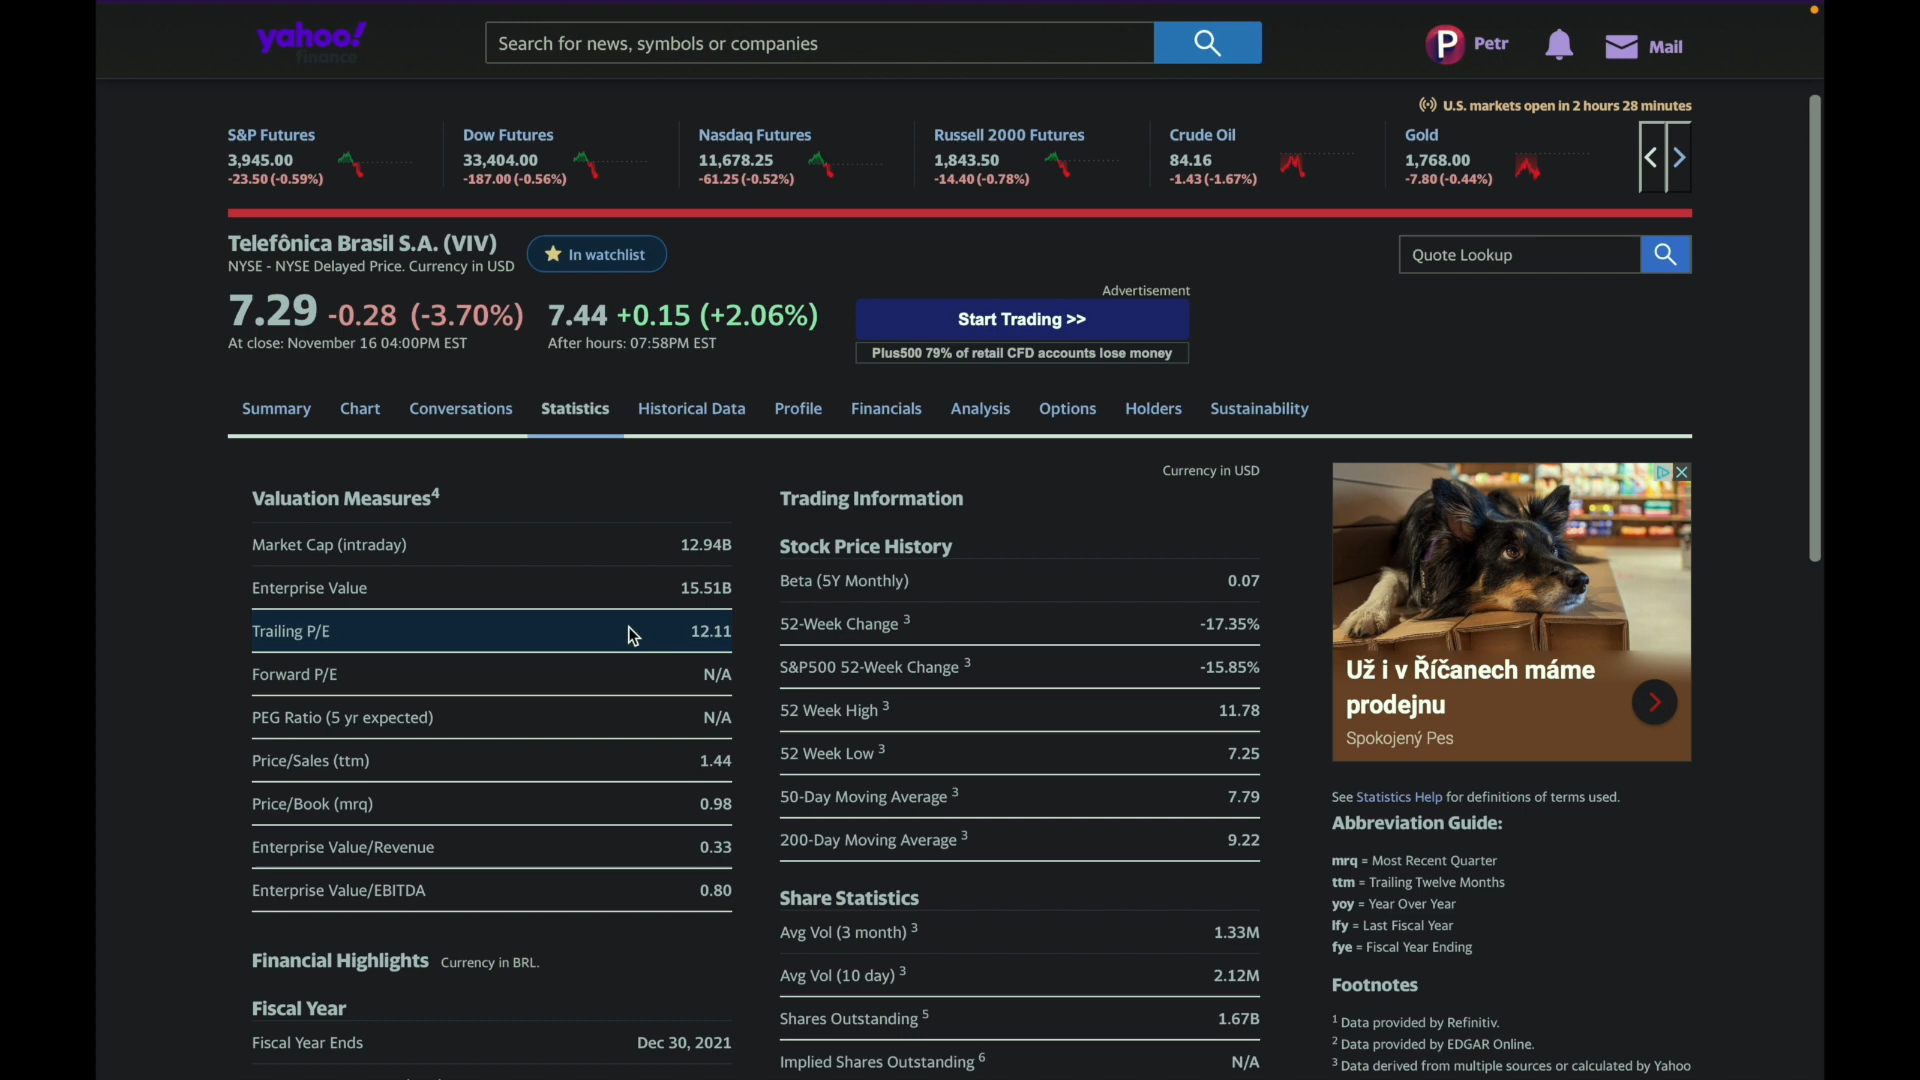 yahoo!
finance
Search for news, symbols or companies
P Petr
Mail
U.S. markets open in 2 hours 28 minutes
S&P Futures
3,945.00
-23.50 (-0.59%)
Dow Futures
33,404.00
-187.00 (-0.56%)
Nasdaq Futures
11,678.25
-61.25 (-0.52%)
Russell 2000 Futures
1,843.50
-14.40 (-0.78%)
Crude Oil
84.16
-1.43 (-1.67%)
Gold
1,768.00
-7.80 (-0.44%)
Telefônica Brasil S.A. (VIV)
NYSE - NYSE Delayed Price. Currency in USD
In watchlist
Quote Lookup
7.29 -0.28 (-3.70%)
At close: November 16 04:00PM EST
7.44 +0.15 (+2.06%)
After hours: 07:58PM EST
Advertisement
Start Trading >>
Plus500 79% of retail CFD accounts lose money
Summary Chart Conversations Statistics Historical Data Profile Financials Analysis Options Holders Sustainability
Currency in USD
Valuation Measures4
Market Cap (intraday) 12.94B
Enterprise Value 15.51B
Trailing P/E 12.11
Forward P/E N/A
PEG Ratio (5 yr expected) N/A
Price/Sales (ttm) 1.44
Price/Book (mrq) 0.98
Enterprise Value/Revenue 0.33
Enterprise Value/EBITDA 0.80
Financial Highlights Currency in BRL.
Fiscal Year
Fiscal Year Ends Dec 30, 2021
Trading Information
Stock Price History
Beta (5Y Monthly) 0.07
52-Week Change 3 -17.35%
S&P500 52-Week Change 3 -15.85%
52 Week High 3 11.78
52 Week Low 3 7.25
50-Day Moving Average 3 7.79
200-Day Moving Average 3 9.22
Share Statistics
Avg Vol (3 month) 3 1.33M
Avg Vol (10 day) 3 2.12M
Shares Outstanding 5 1.67B
Implied Shares Outstanding 6 N/A
Už i v Říčanech máme
prodejnu
Spokojený Pes
See Statistics Help for definitions of terms used.
Abbreviation Guide:
mrq = Most Recent Quarter
ttm = Trailing Twelve Months
yoy = Year Over Year
lfy = Last Fiscal Year
fye = Fiscal Year Ending
Footnotes
1 Data provided by Refinitiv.
2 Data provided by EDGAR Online.
3 Data derived from multiple sources or calculated by Yahoo